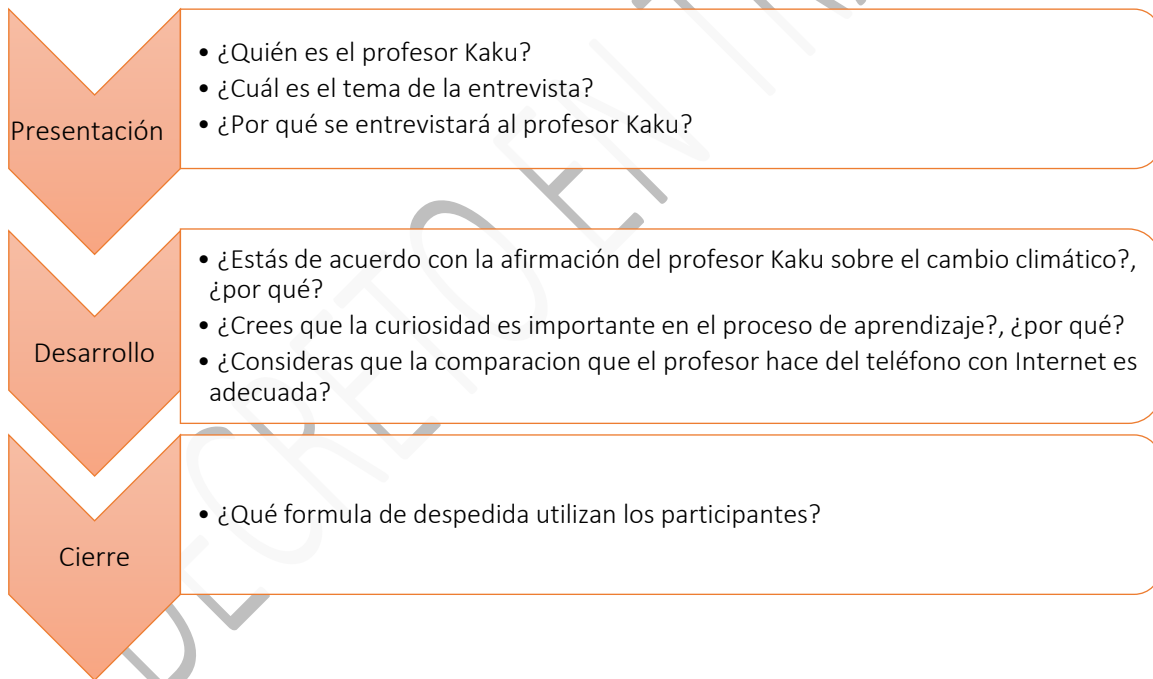 Presentación
• ¿Quién es el profesor Kaku?
• ¿Cuál es el tema de la entrevista?
• ¿Por qué se entrevistará al profesor Kaku?
Desarrollo
• ¿Estás de acuerdo con la afirmación del profesor Kaku sobre el cambio climático?,
¿por qué?
• ¿Crees que la curiosidad es importante en el proceso de aprendizaje?, ¿por qué?
• ¿Consideras que la comparacion que el profesor hace del teléfono con Internet es
adecuada?
Cierre
• ¿Qué formula de despedida utilizan los participantes?
DECRETO EN